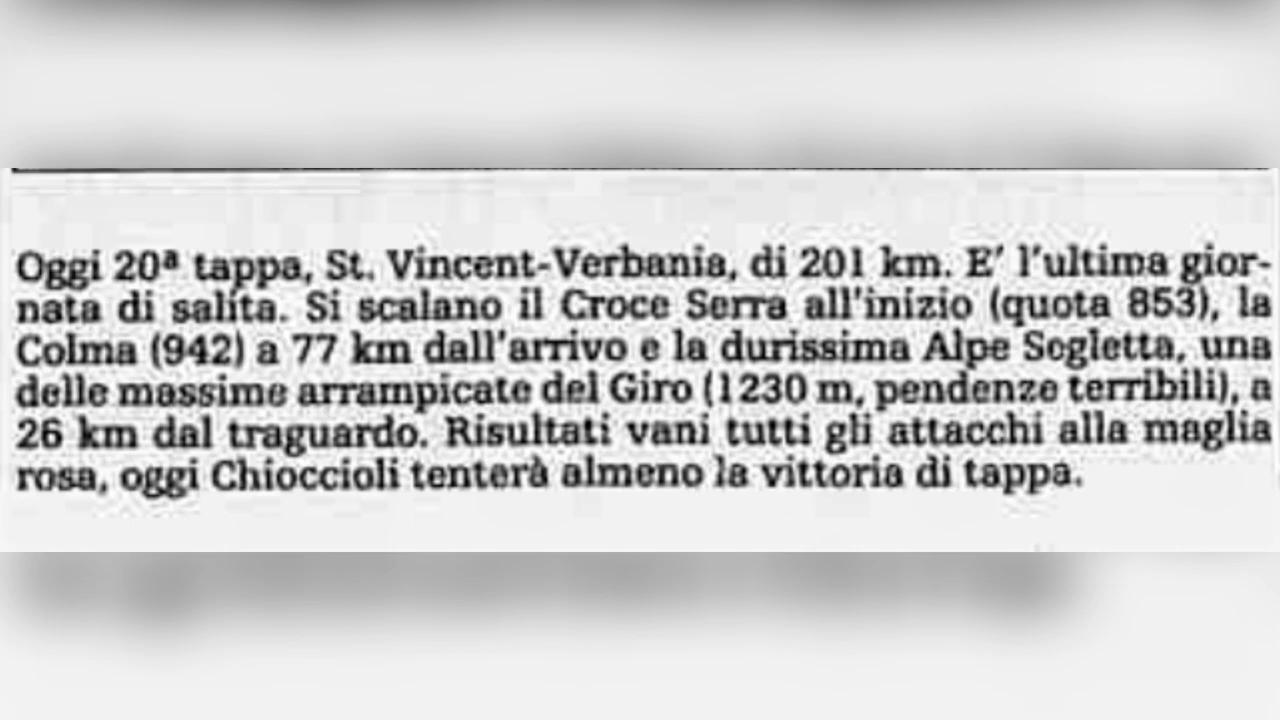 Oggi 20ª tappa, St. Vincent-Verbania, di 201 km. E' l'ultima gior-
nata di salita. Si scalano il Croce Serra all'inizio (quota 853), la
Colma (942) a 77 km dall'arrivo e la durissima Alpe Segletta, una
delle massime arrampicate del Giro (1230 m, pendenze terribili), a
26 km dal traguardo. Risultati vani tutti gli attacchi alla maglia
rosa, oggi Chioccioli tenterà almeno la vittoria di tappa.